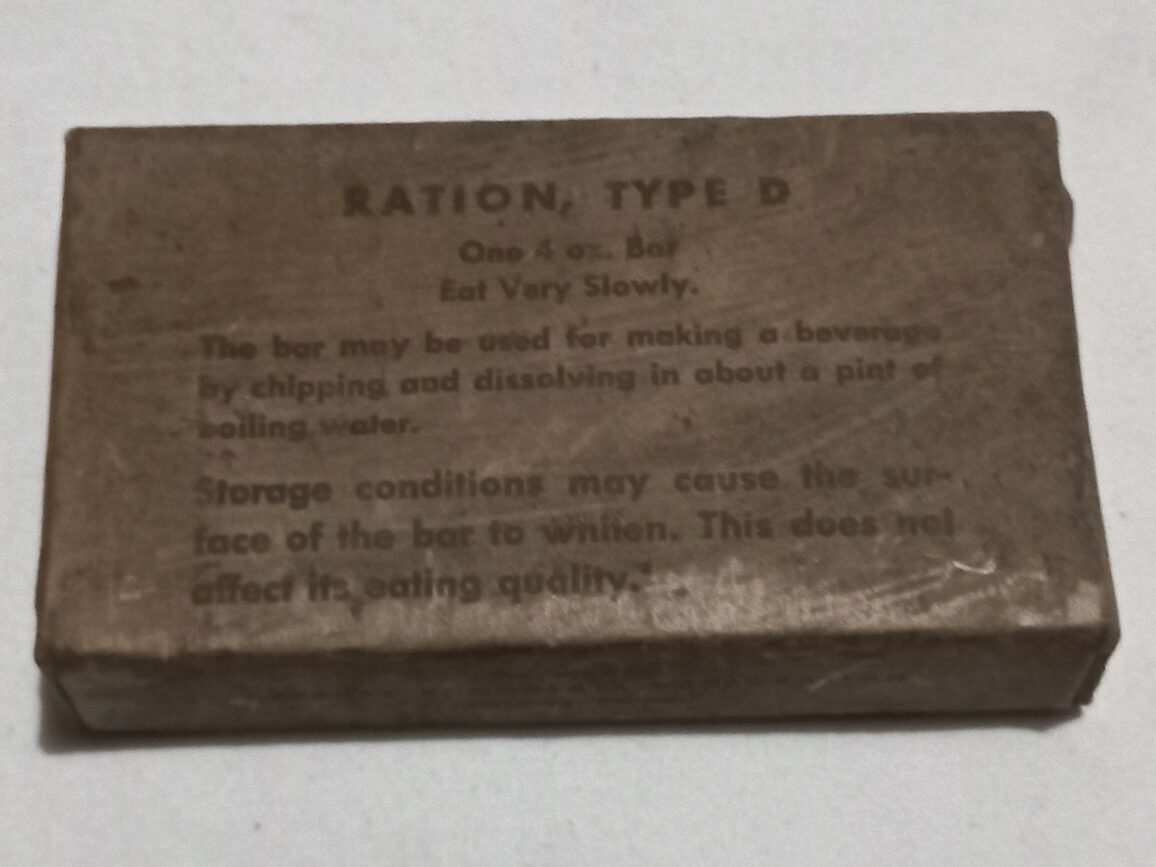 RATION, TYPE D
One 4 oz. Bar
Eat Very Slowly.
The bar may be used for making a beverage
by chipping and dissolving in about a pint of
boiling water.
Storage conditions may cause the sur-
face of the bar to whiten. This does not
affect its eating quality.